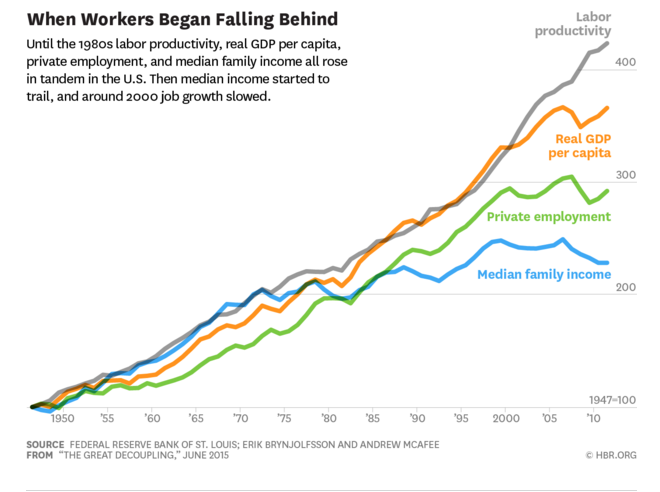 When Workers Began Falling Behind
Until the 1980s labor productivity, real GDP per capita,
private employment, and median family income all rose
in tandem in the U.S. Then median income started to
trail, and around 2000 job growth slowed.
Labor
productivity
400
Real GDP
per capita
300
Private employment
Median family income
200
1947=100
1950 ’55 ’60 ’65 ’70 ’75 ’80 ’85 ’90 ’95 2000 ’05 ’10
SOURCE FEDERAL RESERVE BANK OF ST. LOUIS; ERIK BRYNJOLFSSON AND ANDREW MCAFEE
FROM “THE GREAT DECOUPLING,” JUNE 2015
© HBR.ORG